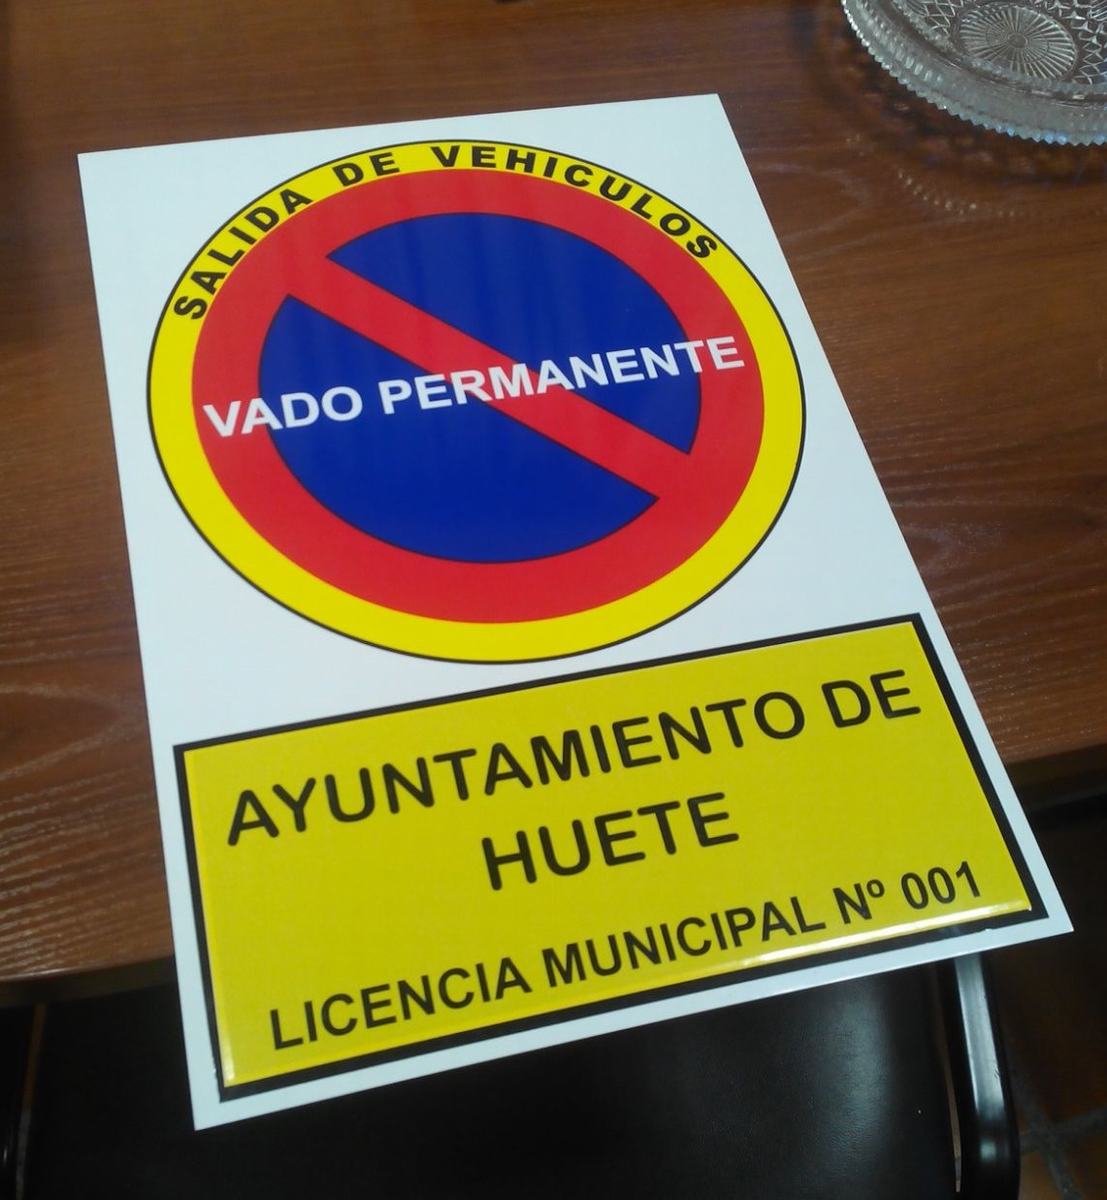 SALIDA DE VEHICULOS
VADO PERMANENTE
AYUNTAMIENTO DE
HUETE
LICENCIA MUNICIPAL Nº 001